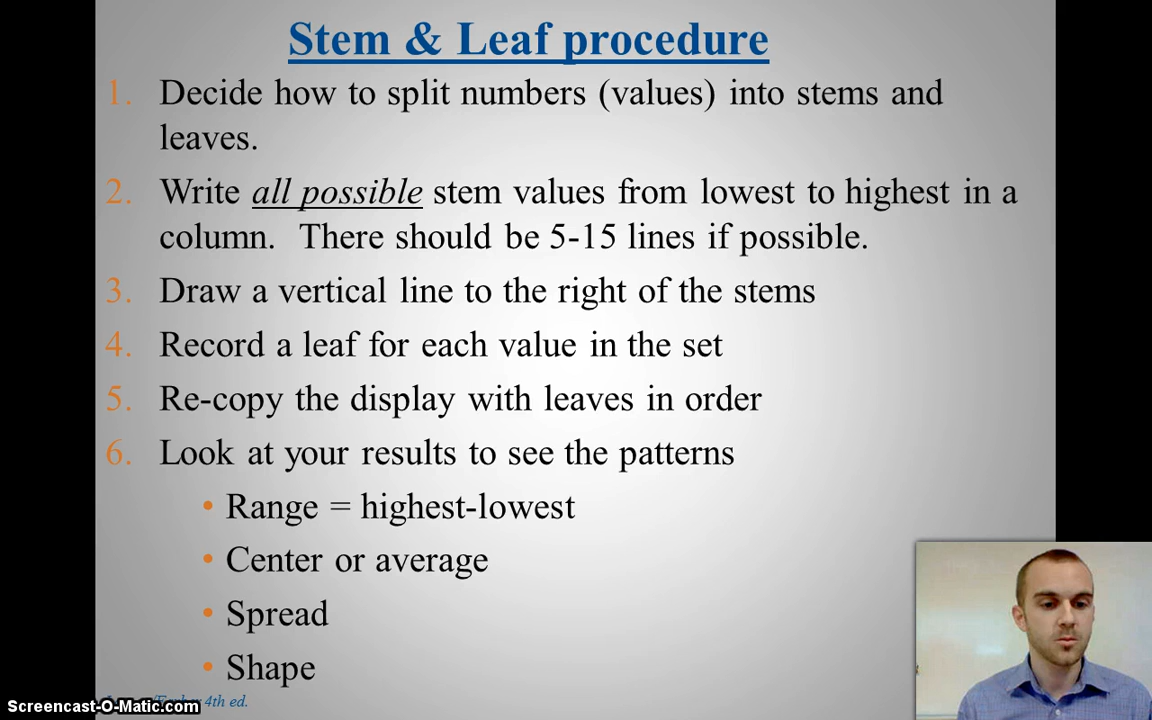 Stem & Leaf procedure
1. Decide how to split numbers (values) into stems and
leaves.
2. Write all possible stem values from lowest to highest in a
column. There should be 5-15 lines if possible.
3. Draw a vertical line to the right of the stems
4. Record a leaf for each value in the set
5. Re-copy the display with leaves in order
6. Look at your results to see the patterns
• Range = highest-lowest
• Center or average
• Spread
• Shape
4th ed.
Screencast-O-Matic.com